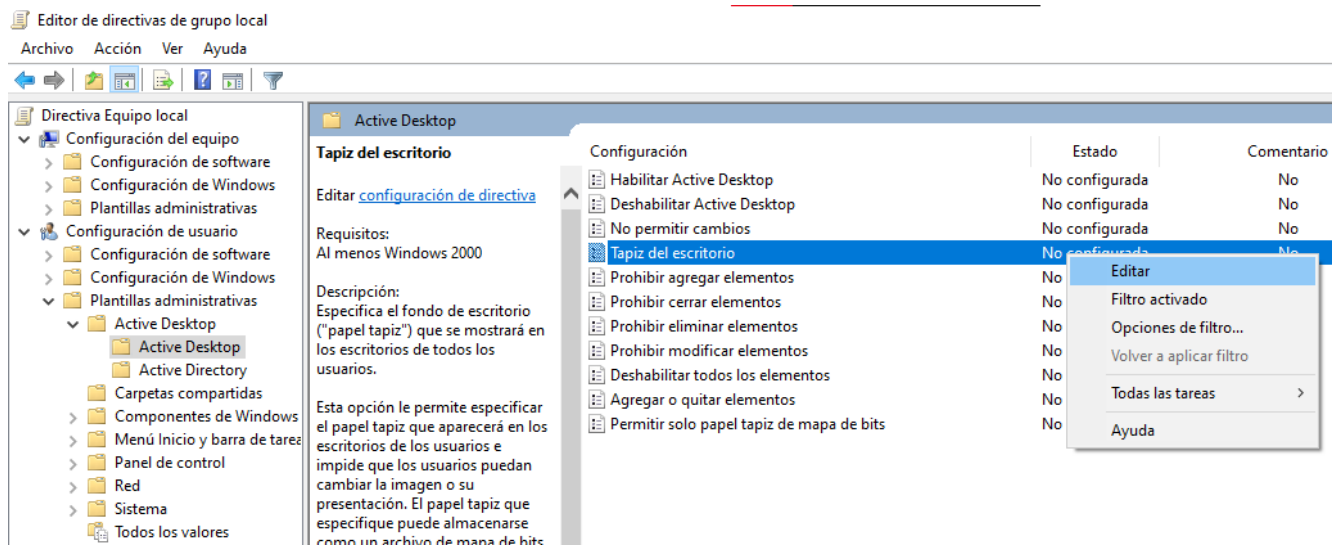 Editor de directivas de grupo local
Archivo Acción Ver Ayuda
Directiva Equipo local
Configuración del equipo
Configuración de software
Configuración de Windows
Plantillas administrativas
Configuración de usuario
Configuración de software
Configuración de Windows
Plantillas administrativas
Active Desktop
Active Desktop
Active Directory
Carpetas compartidas
Componentes de Windows
Menú Inicio y barra de tarea
Panel de control
Red
Sistema
Todos los valores
Active Desktop
Tapiz del escritorio
Editar configuración de directiva
Requisitos:
Al menos Windows 2000
Descripción:
Especifica el fondo de escritorio
("papel tapiz") que se mostrará en
los escritorios de todos los
usuarios.
Esta opción le permite especificar
el papel tapiz que aparecerá en los
escritorios de los usuarios e
impide que los usuarios puedan
cambiar la imagen o su
presentación. El papel tapiz que
especifique puede almacenarse
como un archivo de mapa de bits
Configuración Estado Comentario
Habilitar Active Desktop No configurada No
Deshabilitar Active Desktop No configurada No
No permitir cambios No configurada No
Tapiz del escritorio No configurada No
Prohibir agregar elementos No
Prohibir cerrar elementos No
Prohibir eliminar elementos No
Prohibir modificar elementos No
Deshabilitar todos los elementos No
Agregar o quitar elementos No
Permitir solo papel tapiz de mapa de bits No
Editar
Filtro activado
Opciones de filtro...
Volver a aplicar filtro
Todas las tareas
Ayuda